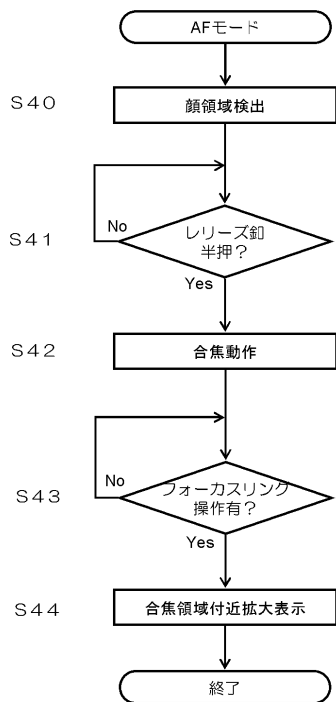 AFモード
S40
顔領域検出
No
S41
レリーズ釦
半押？
Yes
S42
合焦動作
No
S43
フォーカスリング
操作有？
Yes
S44
合焦領域付近拡大表示
終了